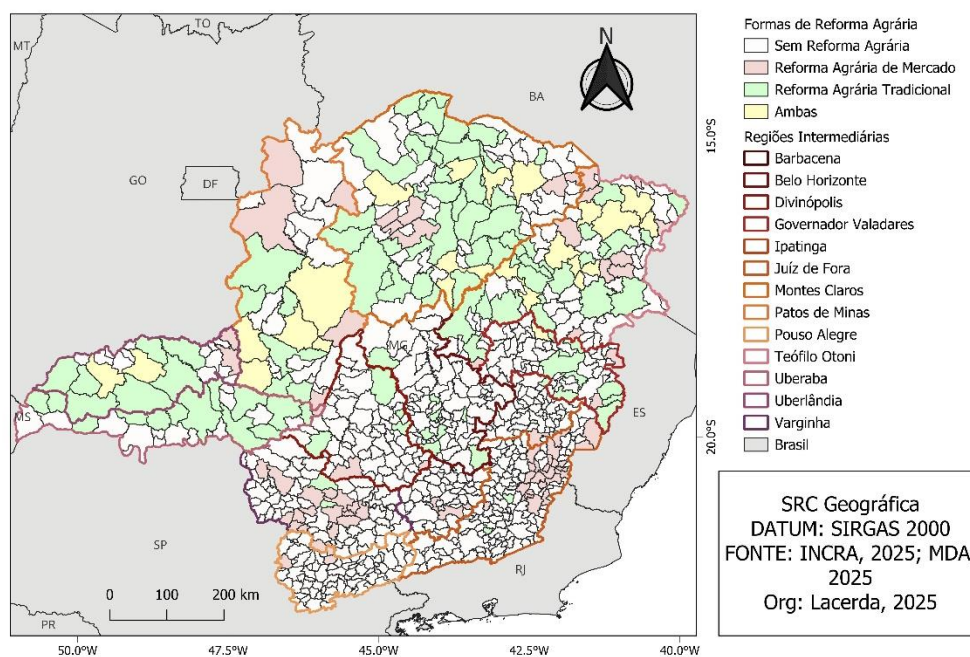 TO
MT
N
BA
GO
DF
MG
MS
ES
SP
RJ
PR
15.0°S
20.0°S
0 100 200 km
50.0°W 47.5°W 45.0°W 42.5°W 40.0°W
Formas de Reforma Agrária
Sem Reforma Agrária
Reforma Agrária de Mercado
Reforma Agrária Tradicional
Ambas
Regiões Intermediárias
Barbacena
Belo Horizonte
Divinópolis
Governador Valadares
Ipatinga
Juíz de Fora
Montes Claros
Patos de Minas
Pouso Alegre
Teófilo Otoni
Uberaba
Uberlândia
Varginha
Brasil
SRC Geográfica
DATUM: SIRGAS 2000
FONTE: INCRA, 2025; MDA
2025
Org: Lacerda, 2025